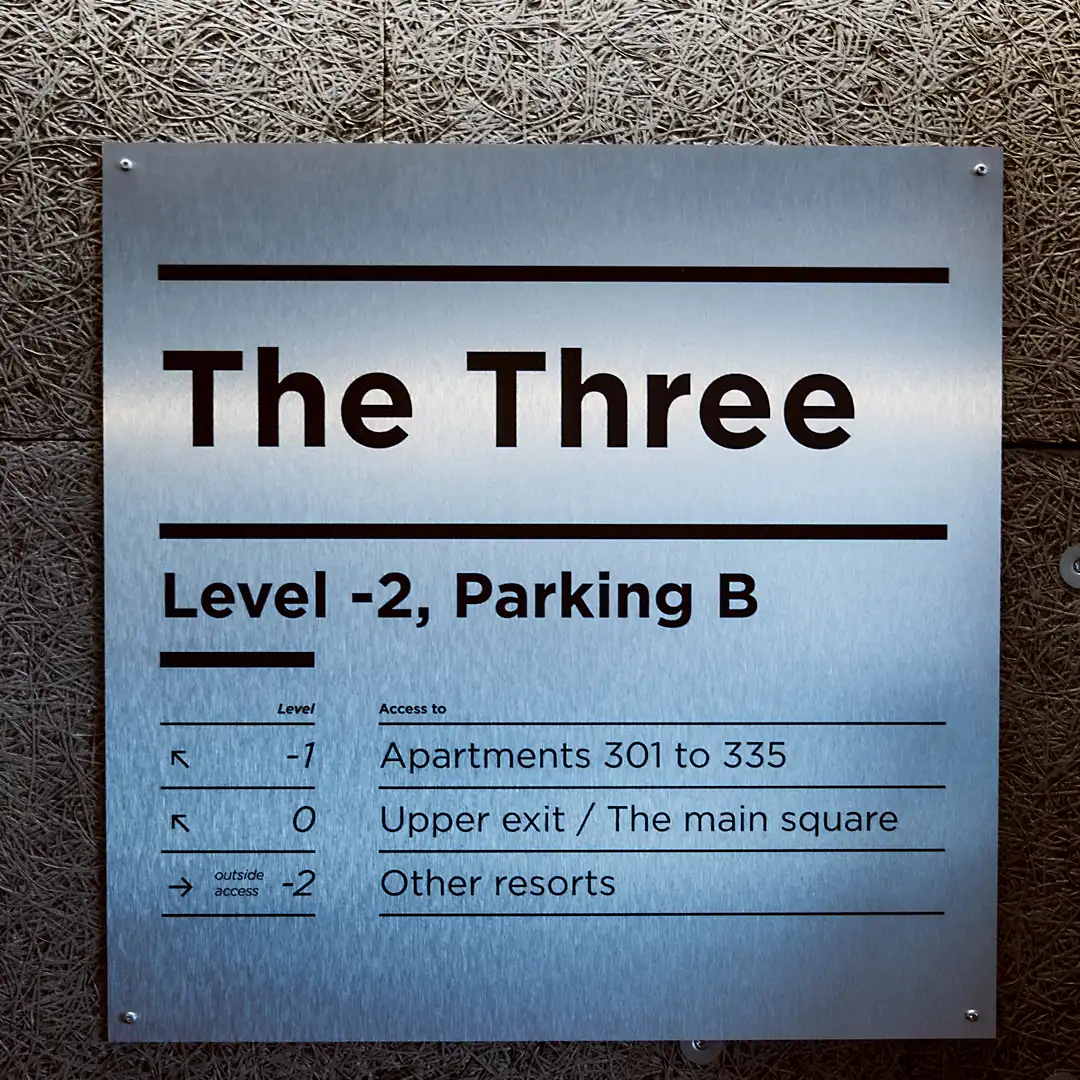 The Three
Level -2, Parking B
Level Access to
↖ -1 Apartments 301 to 335
↖ 0 Upper exit / The main square
→ outside access -2 Other resorts